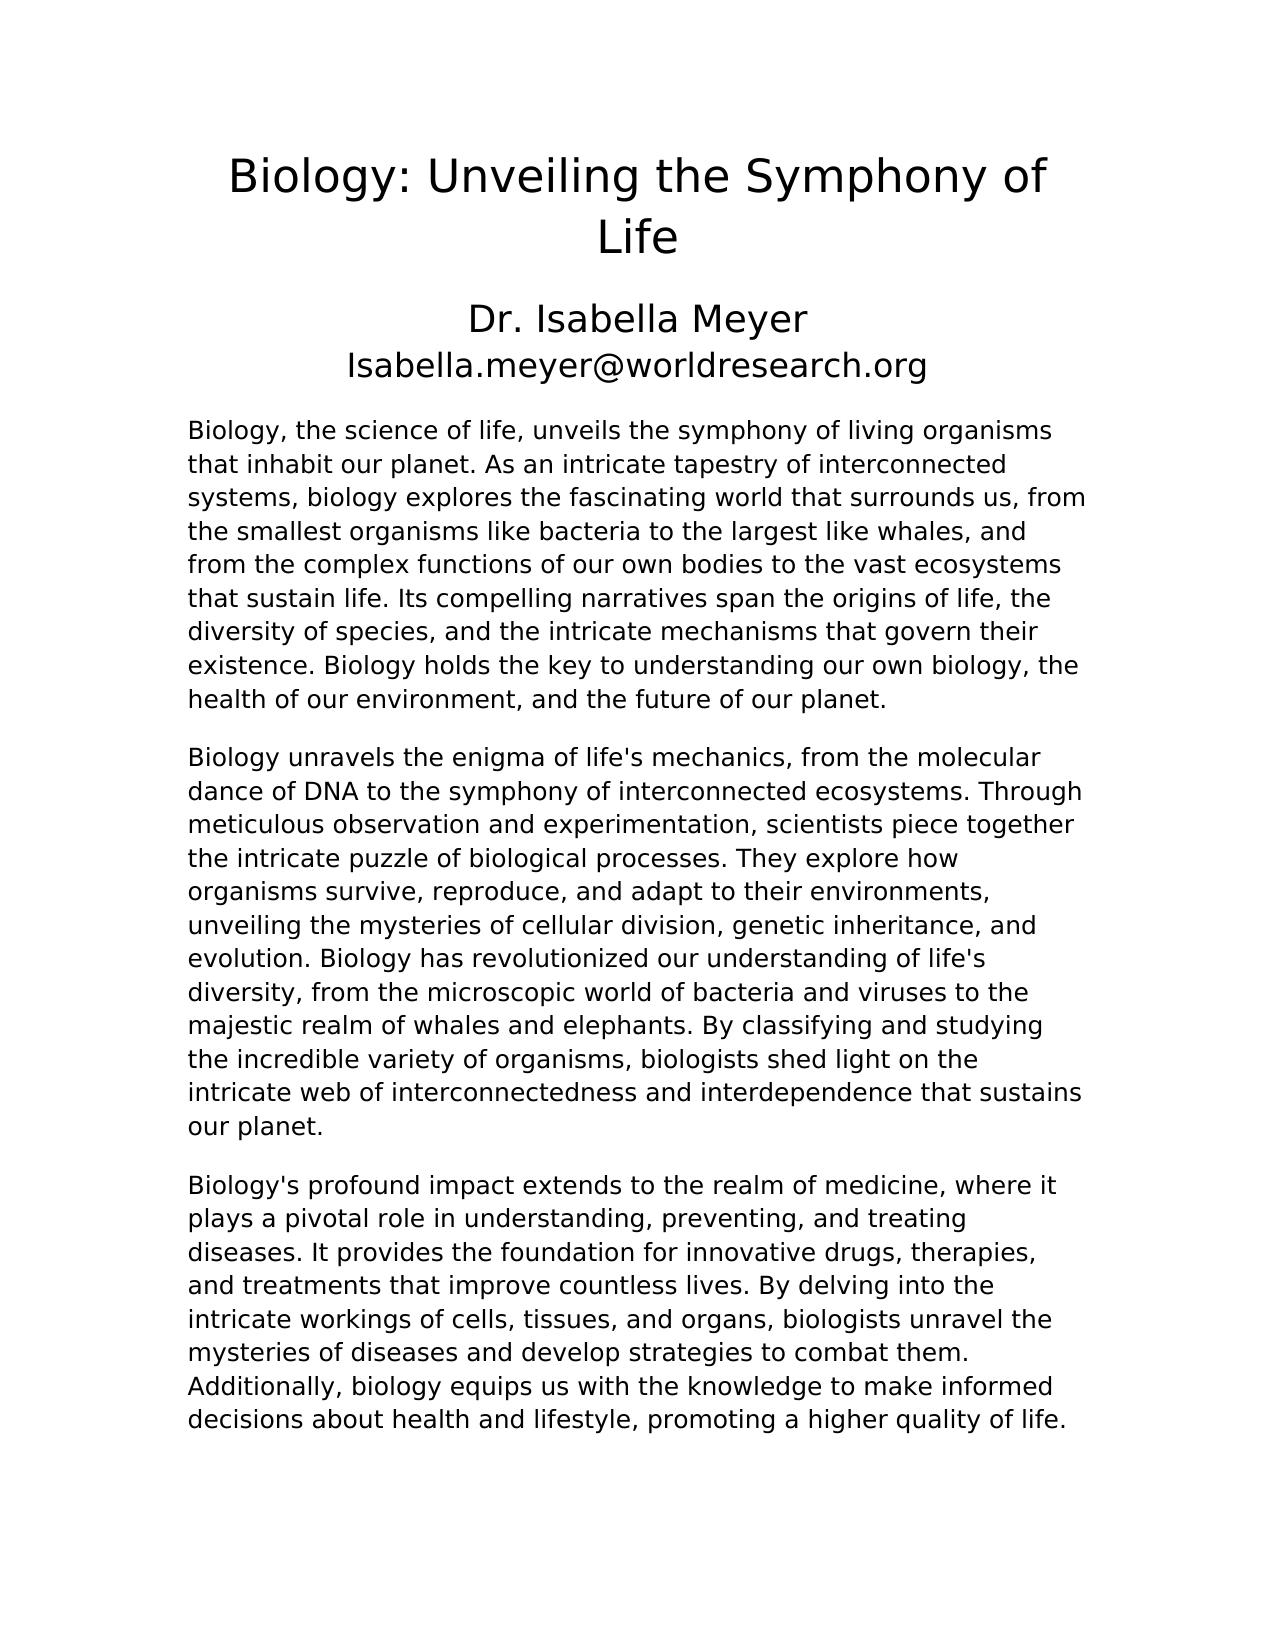 Biology: Unveiling the Symphony of
Life
Dr. Isabella Meyer
Isabella.meyer@worldresearch.org
Biology, the science of life, unveils the symphony of living organisms
that inhabit our planet. As an intricate tapestry of interconnected
systems, biology explores the fascinating world that surrounds us, from
the smallest organisms like bacteria to the largest like whales, and
from the complex functions of our own bodies to the vast ecosystems
that sustain life. Its compelling narratives span the origins of life, the
diversity of species, and the intricate mechanisms that govern their
existence. Biology holds the key to understanding our own biology, the
health of our environment, and the future of our planet.
Biology unravels the enigma of life's mechanics, from the molecular
dance of DNA to the symphony of interconnected ecosystems. Through
meticulous observation and experimentation, scientists piece together
the intricate puzzle of biological processes. They explore how
organisms survive, reproduce, and adapt to their environments,
unveiling the mysteries of cellular division, genetic inheritance, and
evolution. Biology has revolutionized our understanding of life's
diversity, from the microscopic world of bacteria and viruses to the
majestic realm of whales and elephants. By classifying and studying
the incredible variety of organisms, biologists shed light on the
intricate web of interconnectedness and interdependence that sustains
our planet.
Biology's profound impact extends to the realm of medicine, where it
plays a pivotal role in understanding, preventing, and treating
diseases. It provides the foundation for innovative drugs, therapies,
and treatments that improve countless lives. By delving into the
intricate workings of cells, tissues, and organs, biologists unravel the
mysteries of diseases and develop strategies to combat them.
Additionally, biology equips us with the knowledge to make informed
decisions about health and lifestyle, promoting a higher quality of life.